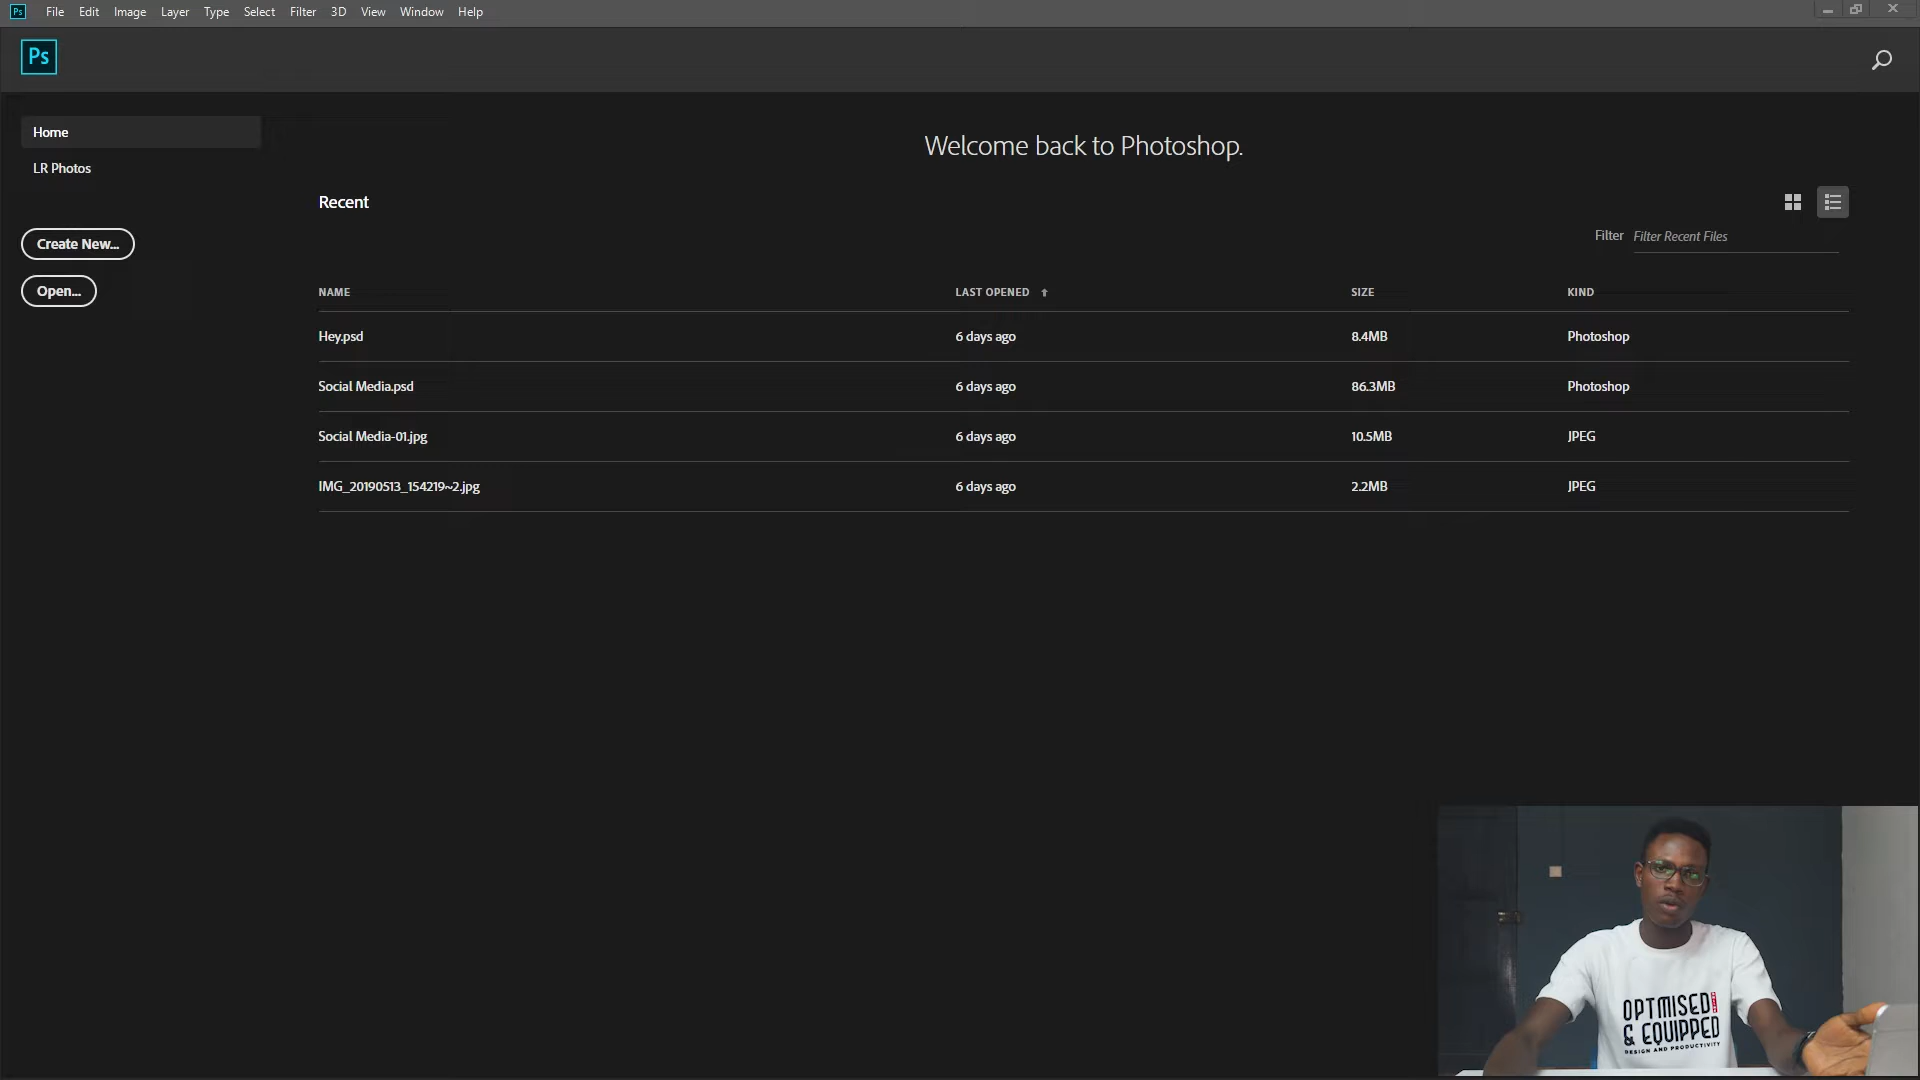 Ps File Edit Image Layer Type Select Filter 3D View Window Help
Ps
Home
LR Photos
Create New...
Open...
Welcome back to Photoshop.
Recent
Filter Filter Recent Files
NAME LAST OPENED SIZE KIND
Hey.psd 6 days ago 8.4MB Photoshop
Social Media.psd 6 days ago 86.3MB Photoshop
Social Media-01.jpg 6 days ago 10.5MB JPEG
IMG_20190513_154219~2.jpg 6 days ago 2.2MB JPEG
OPTMISED
& EQUIPPED
DESIGN AND PRODUCTIVITY